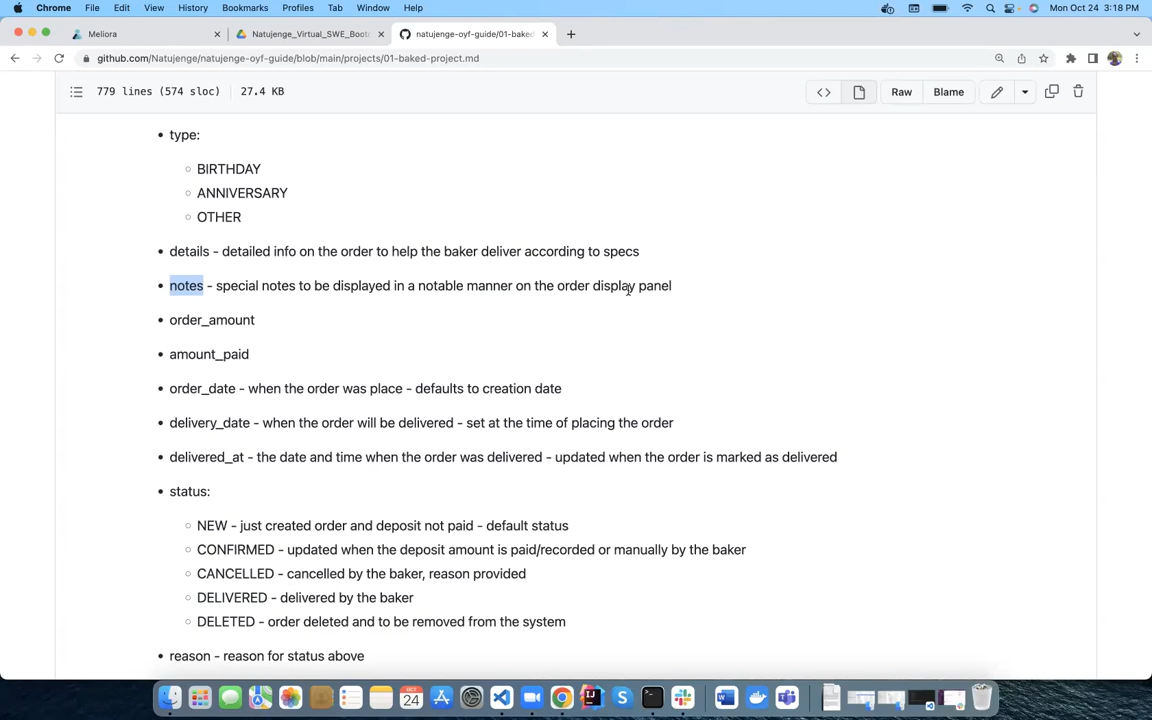 Chrome File Edit View History Bookmarks Profiles Tab Window Help Mon Oct 24 3:18 PM
Meliora Natujenge_Virtual_SWE_Boot natujenge-oyf-guide/01-baked-
github.com/Natujenge/natujenge-oyf-guide/blob/main/projects/01-baked-project.md
779 lines (574 sloc) 27.4 KB Raw Blame
• type:
BIRTHDAY
ANNIVERSARY
OTHER
• details - detailed info on the order to help the baker deliver according to specs
• notes - special notes to be displayed in a notable manner on the order display panel
• order_amount
• amount_paid
• order_date - when the order was place - defaults to creation date
• delivery_date - when the order will be delivered - set at the time of placing the order
• delivered_at - the date and time when the order was delivered - updated when the order is marked as delivered
• status:
NEW - just created order and deposit not paid - default status
CONFIRMED - updated when the deposit amount is paid/recorded or manually by the baker
CANCELLED - cancelled by the baker, reason provided
DELIVERED - delivered by the baker
DELETED - order deleted and to be removed from the system
• reason - reason for status above
OCT
24